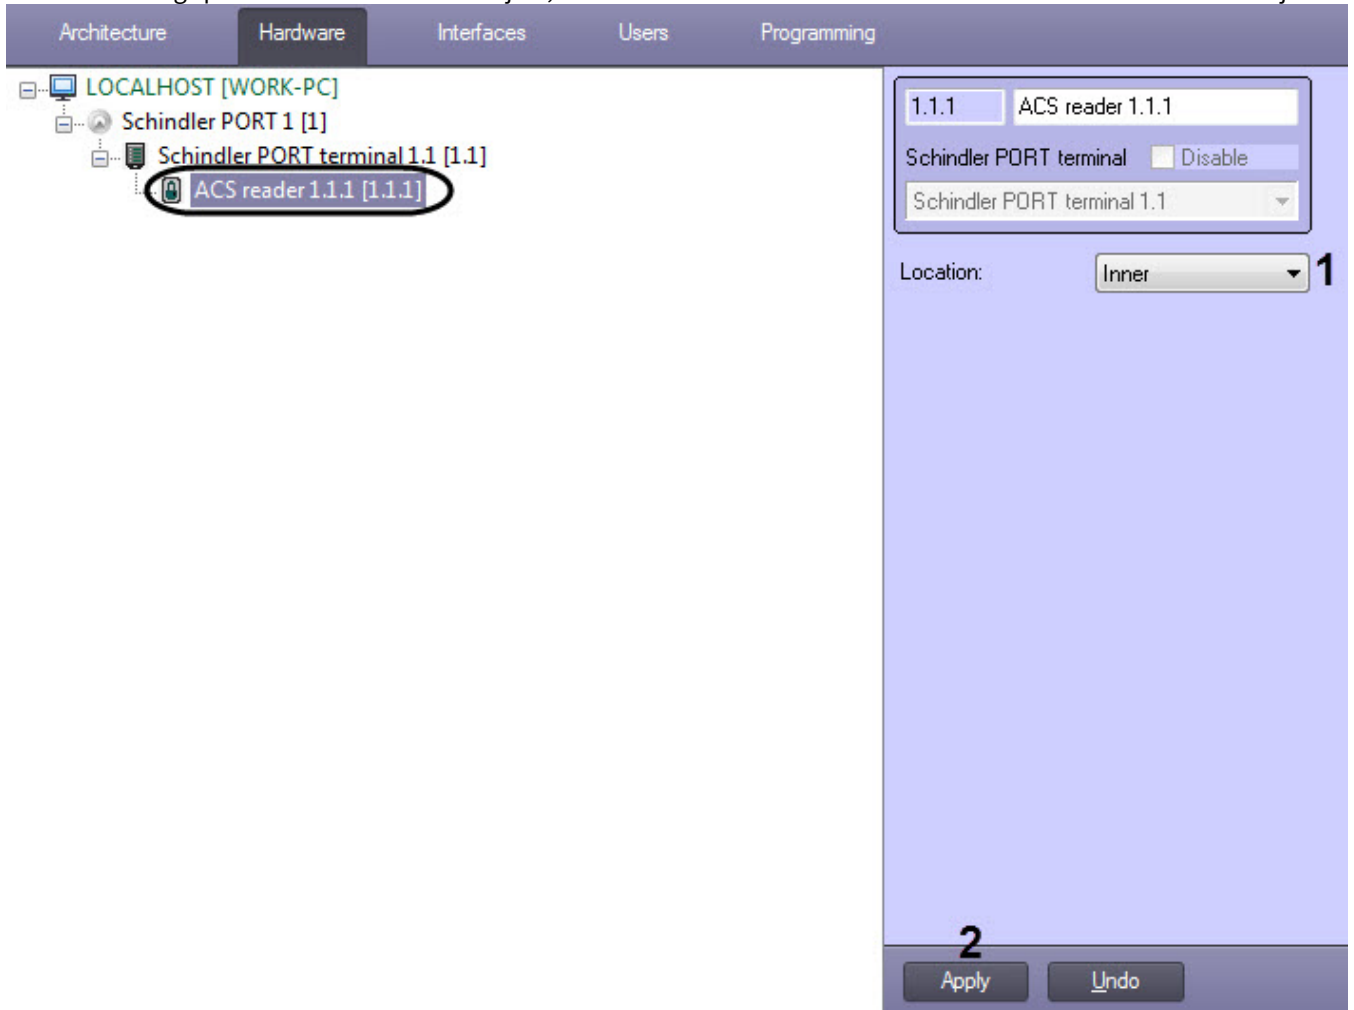 Architecture Hardware Interfaces Users Programming
LOCALHOST [WORK-PC]
Schindler PORT 1 [1]
Schindler PORT terminal 1.1 [1.1]
ACS reader 1.1.1 [1.1.1]
1.1.1 ACS reader 1.1.1
Schindler PORT terminal Disable
Schindler PORT terminal 1.1
Location: Inner 1
2
Apply Undo